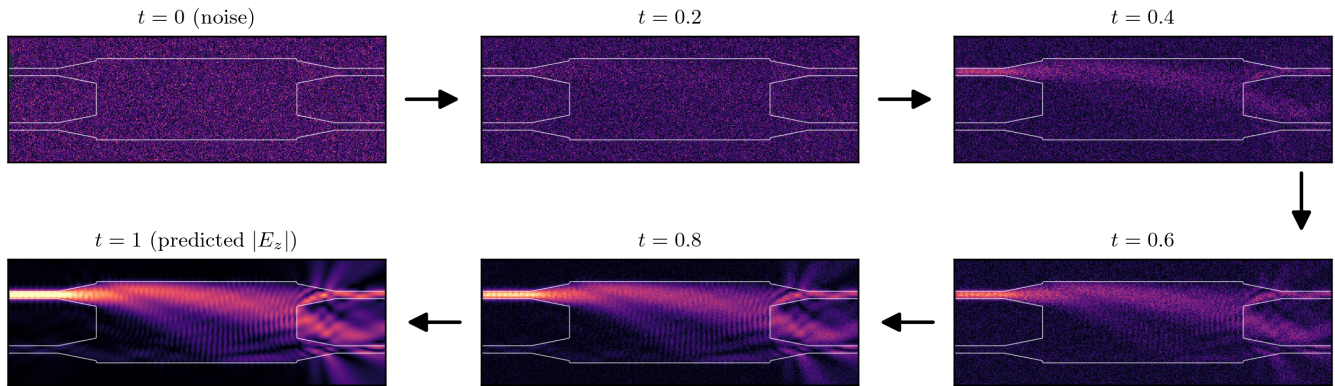 t = 0 (noise)
t = 0.2
t = 0.4
t = 1 (predicted |E_z|)
t = 0.8
t = 0.6